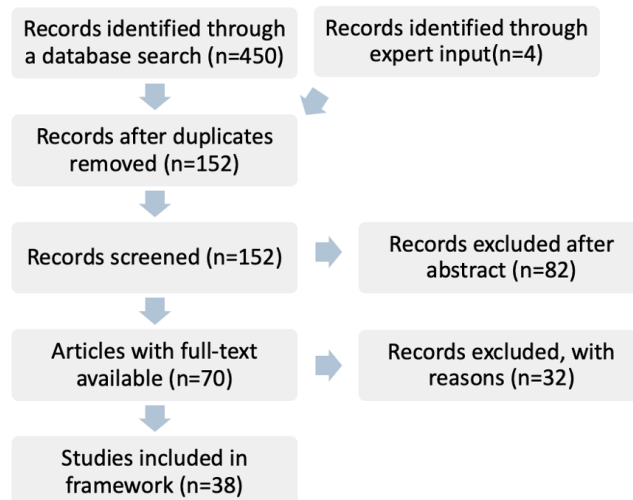 Records identified through
a database search (n=450)
Records identified through
expert input(n=4)
Records after duplicates
removed (n=152)
Records screened (n=152)
Records excluded after
abstract (n=82)
Articles with full-text
available (n=70)
Records excluded, with
reasons (n=32)
Studies included in
framework (n=38)